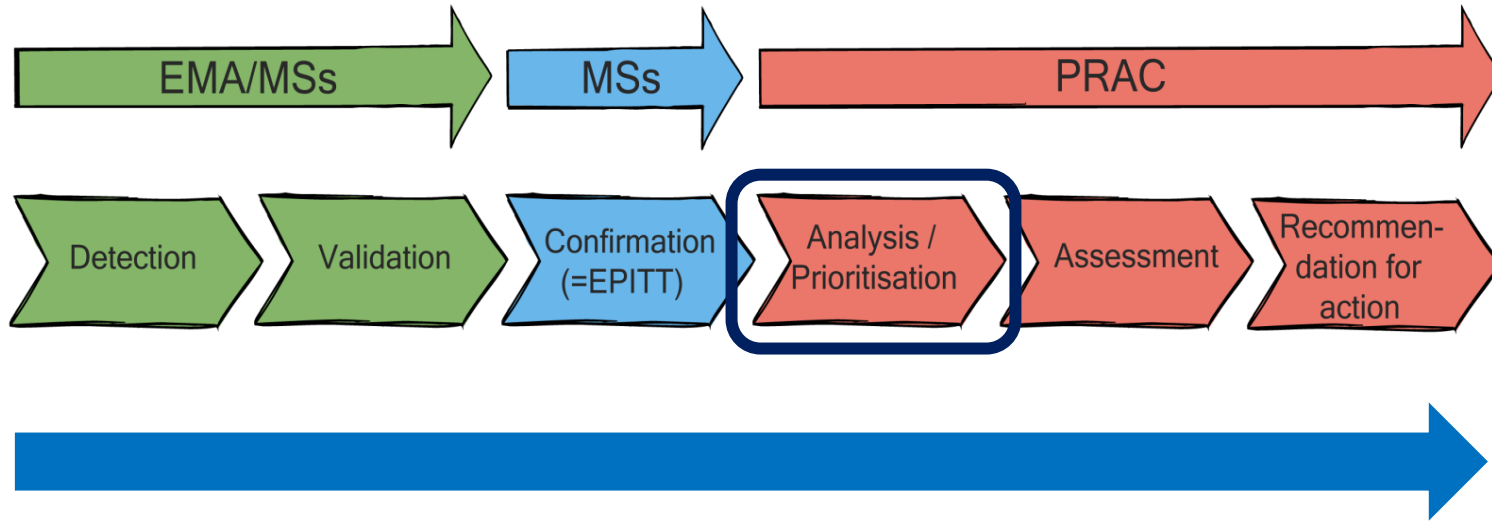 EMA/MSs
MSs
PRAC
Detection
Validation
Confirmation
(=EPITT)
Analysis /
Prioritisation
Assessment
Recommen-
dation for
action